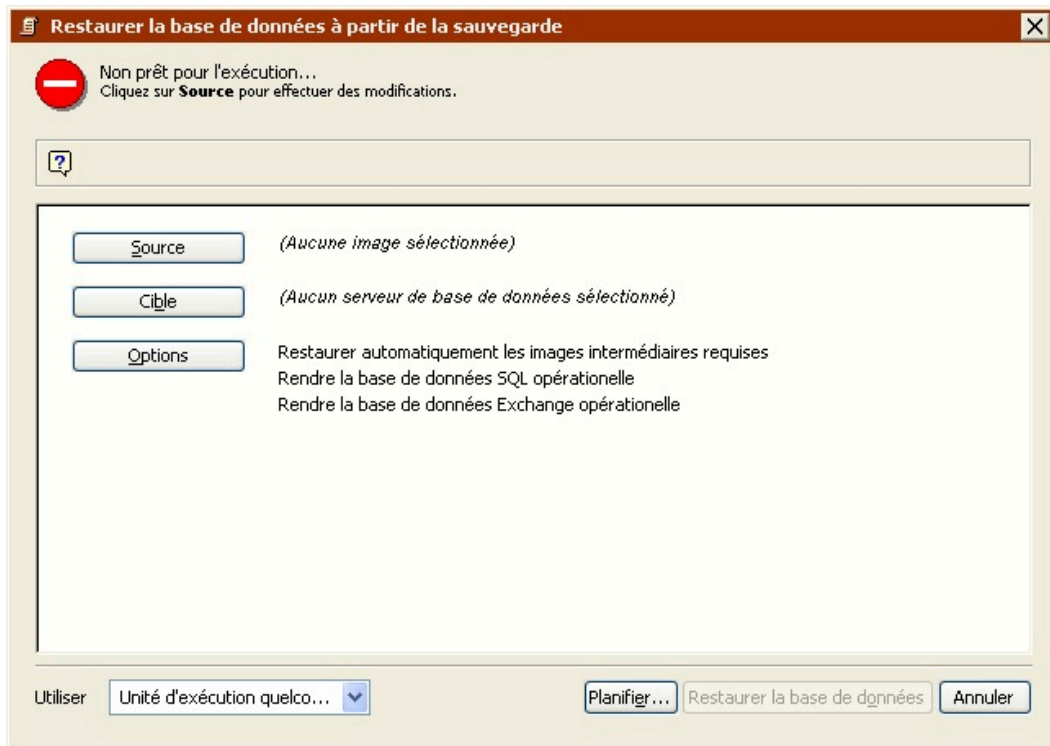 Restaurer la base de données à partir de la sauvegarde
Non prêt pour l'exécution...
Cliquez sur Source pour effectuer des modifications.
?
Source (Aucune image sélectionnée)
Cible (Aucun serveur de base de données sélectionné)
Options Restaurer automatiquement les images intermédiaires requises
Rendre la base de données SQL opérationelle
Rendre la base de données Exchange opérationelle
Utiliser Unité d'exécution quelco... Planifier... Restaurer la base de données Annuler